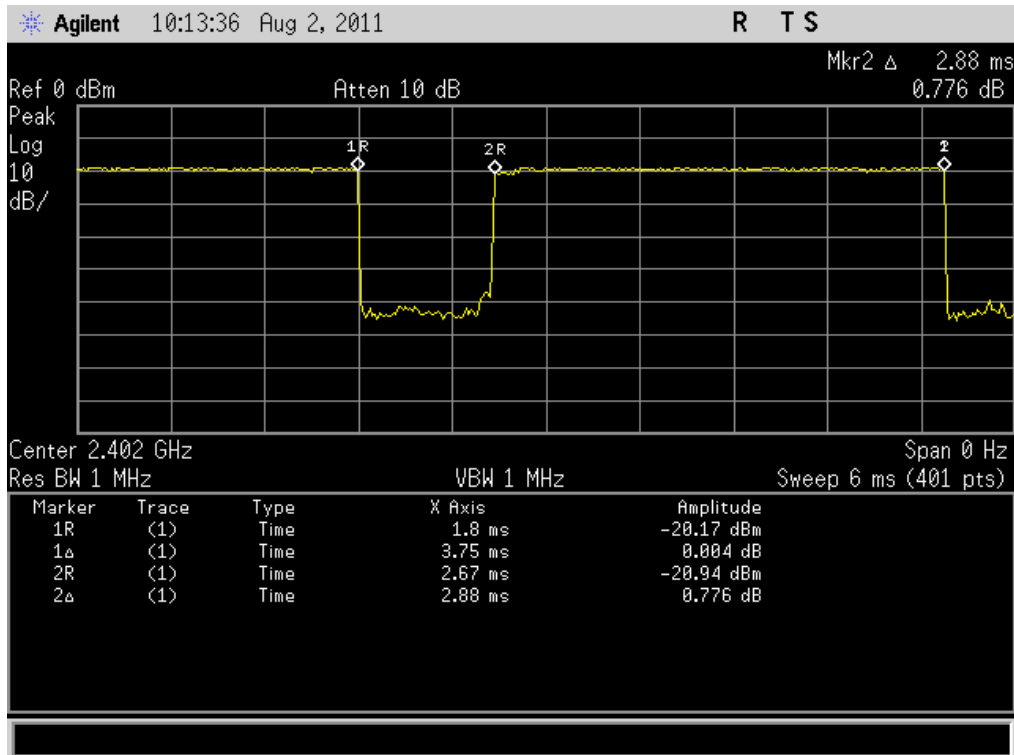 Agilent 10:13:36 Aug 2, 2011 R T S
Mkr2 Δ 2.88 ms
Ref 0 dBm Atten 10 dB 0.776 dB
Peak
Log
10
dB/
1R 2R 2
Center 2.402 GHz Span 0 Hz
Res BW 1 MHz VBW 1 MHz Sweep 6 ms (401 pts)
Marker Trace Type X Axis Amplitude
1R (1) Time 1.8 ms -20.17 dBm
1Δ (1) Time 3.75 ms 0.004 dB
2R (1) Time 2.67 ms -20.94 dBm
2Δ (1) Time 2.88 ms 0.776 dB